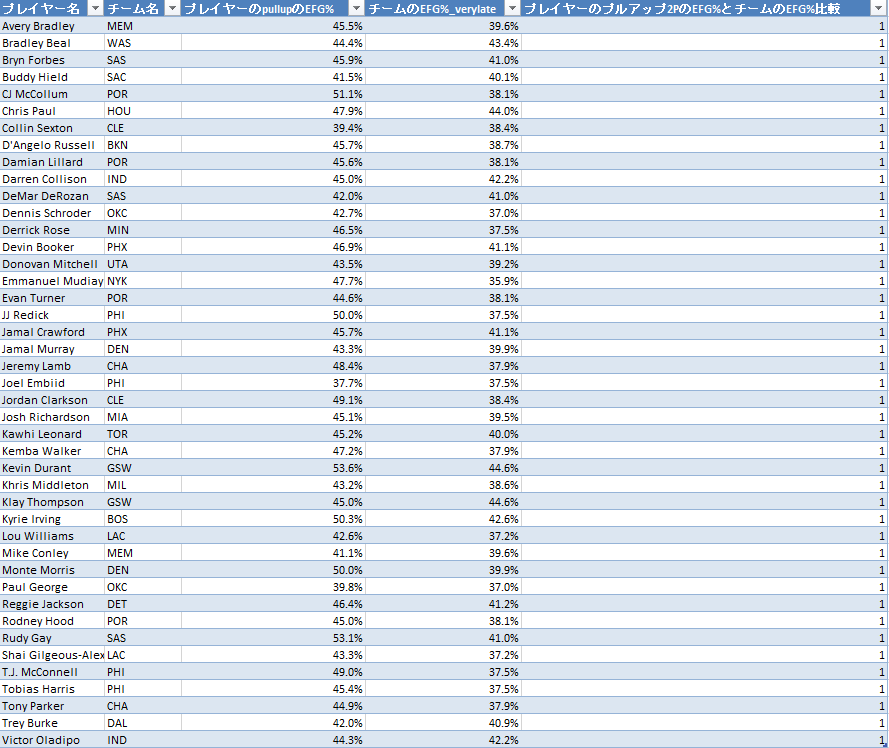 プレイヤー名 チーム名 プレイヤーのpullupのEFG% チームのEFG%_verylate プレイヤーのプルアップ2PのEFG%とチームのEFG%比較
Avery Bradley MEM 45.5% 39.6% 1
Bradley Beal WAS 44.4% 43.4% 1
Bryn Forbes SAS 45.9% 41.0% 1
Buddy Hield SAC 41.5% 40.1% 1
CJ McCollum POR 51.1% 38.1% 1
Chris Paul HOU 47.9% 44.0% 1
Collin Sexton CLE 39.4% 38.4% 1
D'Angelo Russell BKN 45.7% 38.7% 1
Damian Lillard POR 45.6% 38.1% 1
Darren Collison IND 45.0% 42.2% 1
DeMar DeRozan SAS 42.0% 41.0% 1
Dennis Schroder OKC 42.7% 37.0% 1
Derrick Rose MIN 46.5% 37.5% 1
Devin Booker PHX 46.9% 41.1% 1
Donovan Mitchell UTA 43.5% 39.2% 1
Emmanuel Mudiay NYK 47.7% 35.9% 1
Evan Turner POR 44.6% 38.1% 1
JJ Redick PHI 50.0% 37.5% 1
Jamal Crawford PHX 45.7% 41.1% 1
Jamal Murray DEN 43.3% 39.9% 1
Jeremy Lamb CHA 48.4% 37.9% 1
Joel Embiid PHI 37.7% 37.5% 1
Jordan Clarkson CLE 49.1% 38.4% 1
Josh Richardson MIA 45.1% 39.5% 1
Kawhi Leonard TOR 45.2% 40.0% 1
Kemba Walker CHA 47.2% 37.9% 1
Kevin Durant GSW 53.6% 44.6% 1
Khris Middleton MIL 43.2% 38.6% 1
Klay Thompson GSW 45.0% 44.6% 1
Kyrie Irving BOS 50.3% 42.6% 1
Lou Williams LAC 42.6% 37.2% 1
Mike Conley MEM 41.1% 39.6% 1
Monte Morris DEN 50.0% 39.9% 1
Paul George OKC 39.8% 37.0% 1
Reggie Jackson DET 46.4% 41.2% 1
Rodney Hood POR 45.0% 38.1% 1
Rudy Gay SAS 53.1% 41.0% 1
Shai Gilgeous-Alex LAC 43.3% 37.2% 1
T.J. McConnell PHI 49.0% 37.5% 1
Tobias Harris PHI 45.4% 37.5% 1
Tony Parker CHA 44.9% 37.9% 1
Trey Burke DAL 42.0% 40.9% 1
Victor Oladipo IND 44.3% 42.2% 1